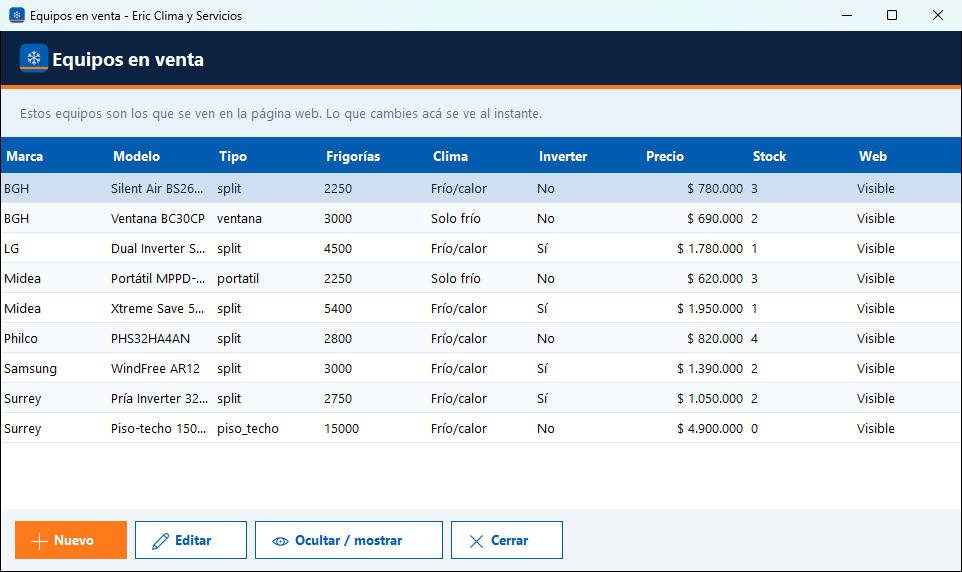 Equipos en venta - Eric Clima y Servicios
Equipos en venta
Estos equipos son los que se ven en la página web. Lo que cambies acá se ve al instante.
Marca Modelo Tipo Frigorías Clima Inverter Precio Stock Web
BGH Silent Air BS26... split 2250 Frío/calor No $ 780.000 3 Visible
BGH Ventana BC30CP ventana 3000 Solo frío No $ 690.000 2 Visible
LG Dual Inverter S... split 4500 Frío/calor Sí $ 1.780.000 1 Visible
Midea Portátil MPPD-... portatil 2250 Solo frío No $ 620.000 3 Visible
Midea Xtreme Save 5... split 5400 Frío/calor Sí $ 1.950.000 1 Visible
Philco PHS32HA4AN split 2800 Frío/calor No $ 820.000 4 Visible
Samsung WindFree AR12 split 3000 Frío/calor Sí $ 1.390.000 2 Visible
Surrey Pría Inverter 32... split 2750 Frío/calor Sí $ 1.050.000 2 Visible
Surrey Piso-techo 150... piso_techo 15000 Frío/calor No $ 4.900.000 0 Visible
Nuevo Editar Ocultar / mostrar Cerrar